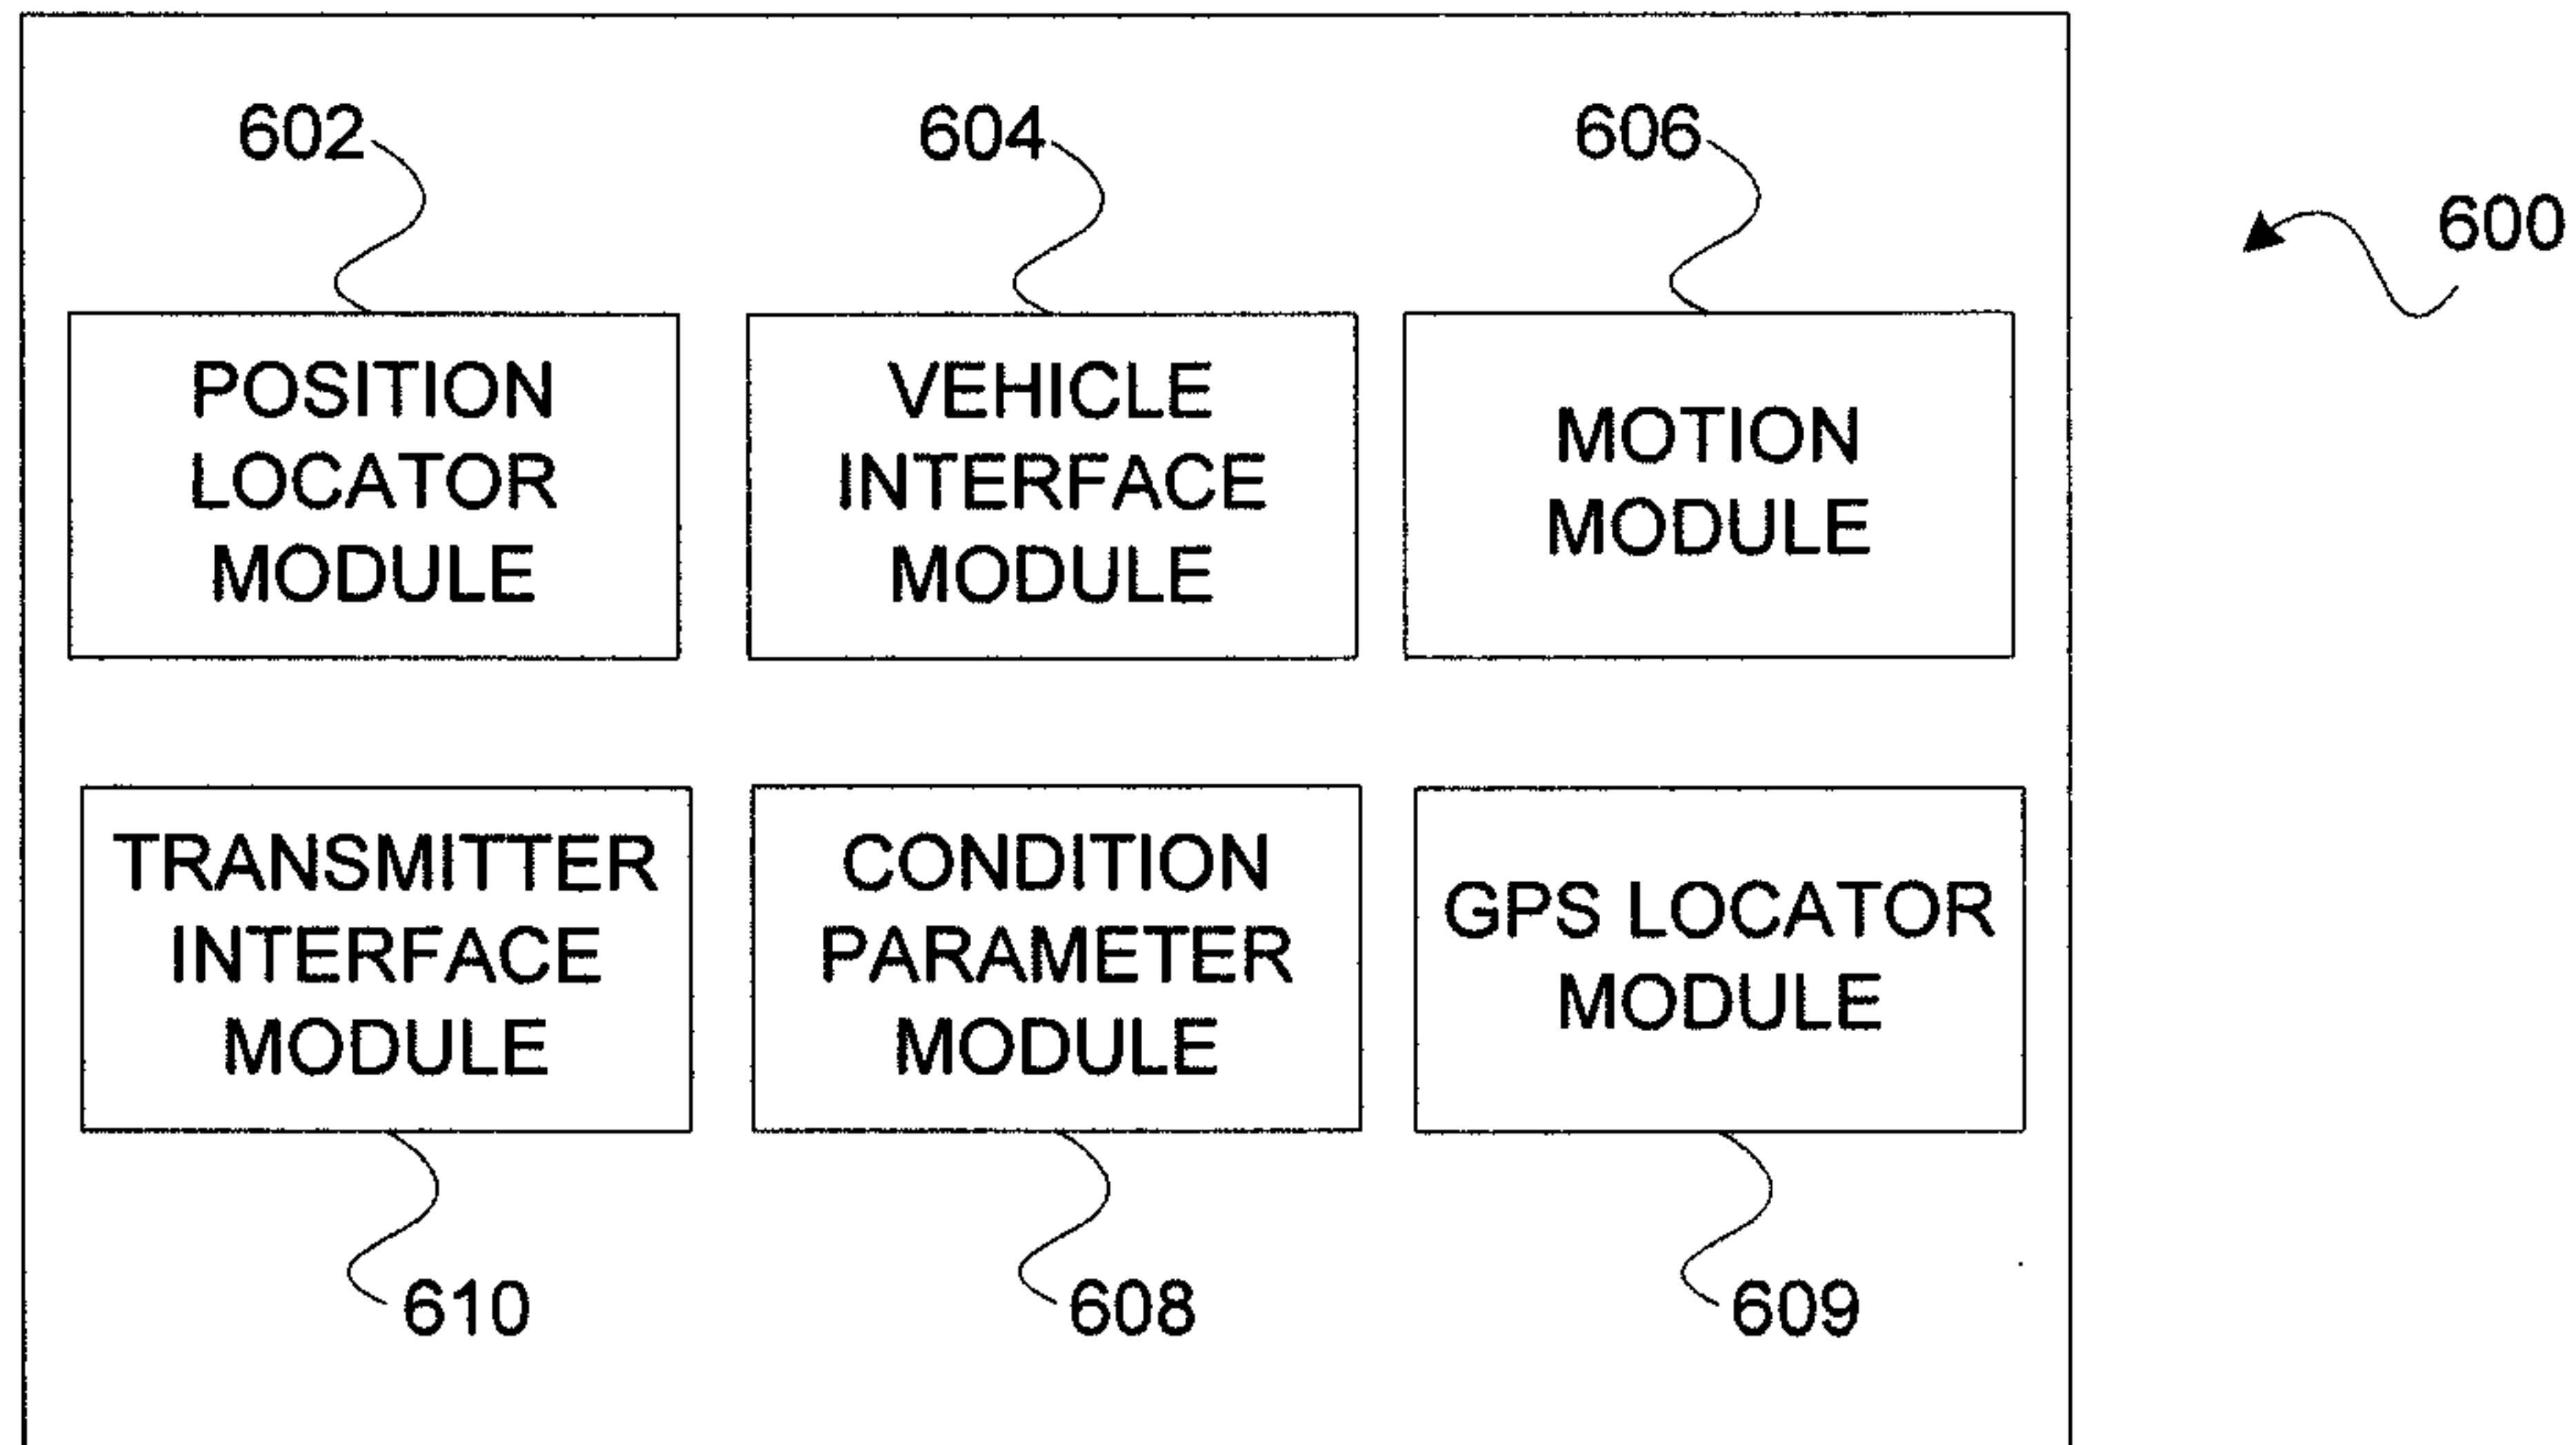 602
604
606
600
POSITION
LOCATOR
MODULE
VEHICLE
INTERFACE
MODULE
MOTION
MODULE
TRANSMITTER
INTERFACE
MODULE
CONDITION
PARAMETER
MODULE
GPS LOCATOR
MODULE
610
608
609